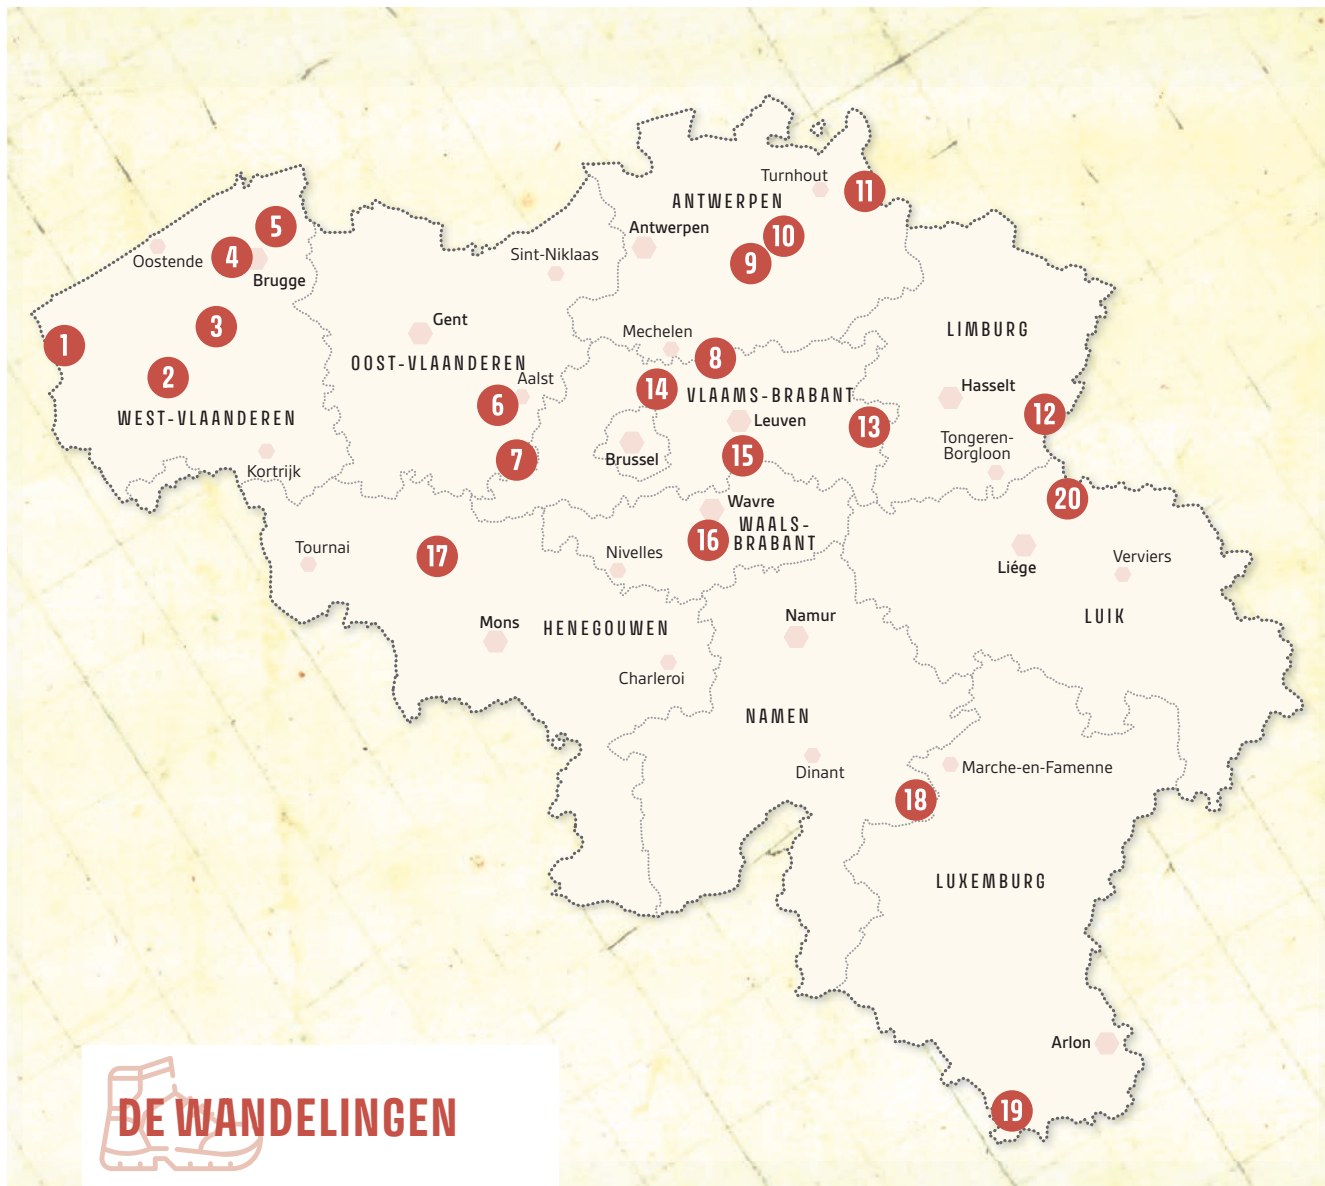 Turnhout
11
ANTWERPEN
5
Antwerpen
10
4
Oostende
Sint-Niklaas
9
Brugge
3
Gent
Mechelen
LIMBURG
1
8
OOST-VLAANDEREN
2
Aalst
14
VLAAMS-BRABANT
Hasselt
6
12
WEST-VLAANDEREN
Leuven
13
Tongeren-
Borgloon
7
Brussel
15
Kortrijk
20
Wavre
WAALS-
BRABANT
16
Tournai
17
Nivelles
Liége
Verviers
Namur
LUIK
Mons
HENEGOUWEN
Charleroi
NAMEN
Dinant
Marche-en-Famenne
18
LUXEMBURG
Arlon
19
DE WANDELINGEN